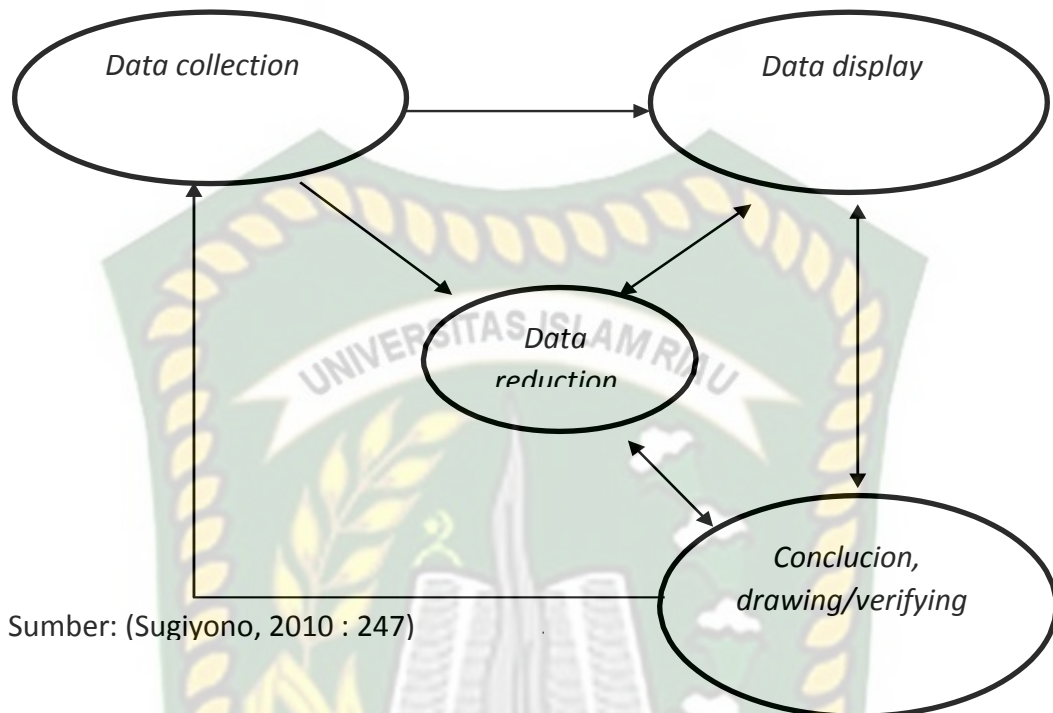 Data collection
Data display
UNIVERSITAS ISLAM RIAU
Data
reduction
Conclucion,
drawing/verifying
Sumber: (Sugiyono, 2010 : 247)